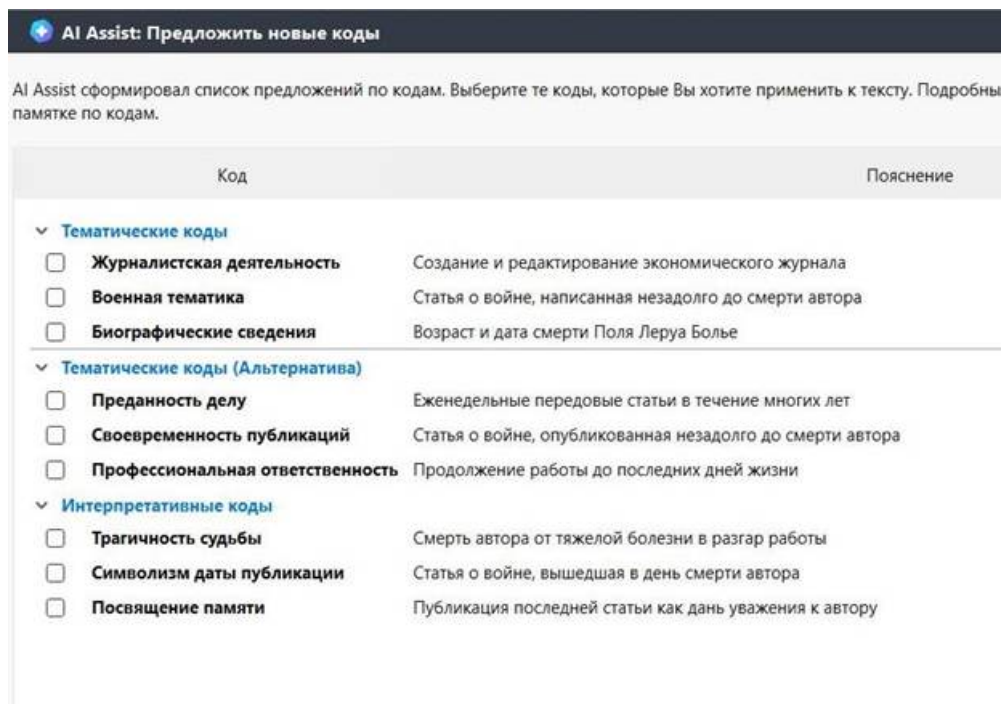 AI Assist: Предложить новые коды
AI Assist сформировал список предложений по кодам. Выберите те коды, которые Вы хотите применить к тексту. Подробны
памятке по кодам.
Код Пояснение
Тематические коды
Журналистская деятельность Создание и редактирование экономического журнала
Военная тематика Статья о войне, написанная незадолго до смерти автора
Биографические сведения Возраст и дата смерти Поля Леруа Болье
Тематические коды (Альтернатива)
Преданность делу Еженедельные передовые статьи в течение многих лет
Своевременность публикаций Статья о войне, опубликованная незадолго до смерти автора
Профессиональная ответственность Продолжение работы до последних дней жизни
Интерпретативные коды
Трагичность судьбы Смерть автора от тяжелой болезни в разгар работы
Символизм даты публикации Статья о войне, вышедшая в день смерти автора
Посвящение памяти Публикация последней статьи как дань уважения к автору